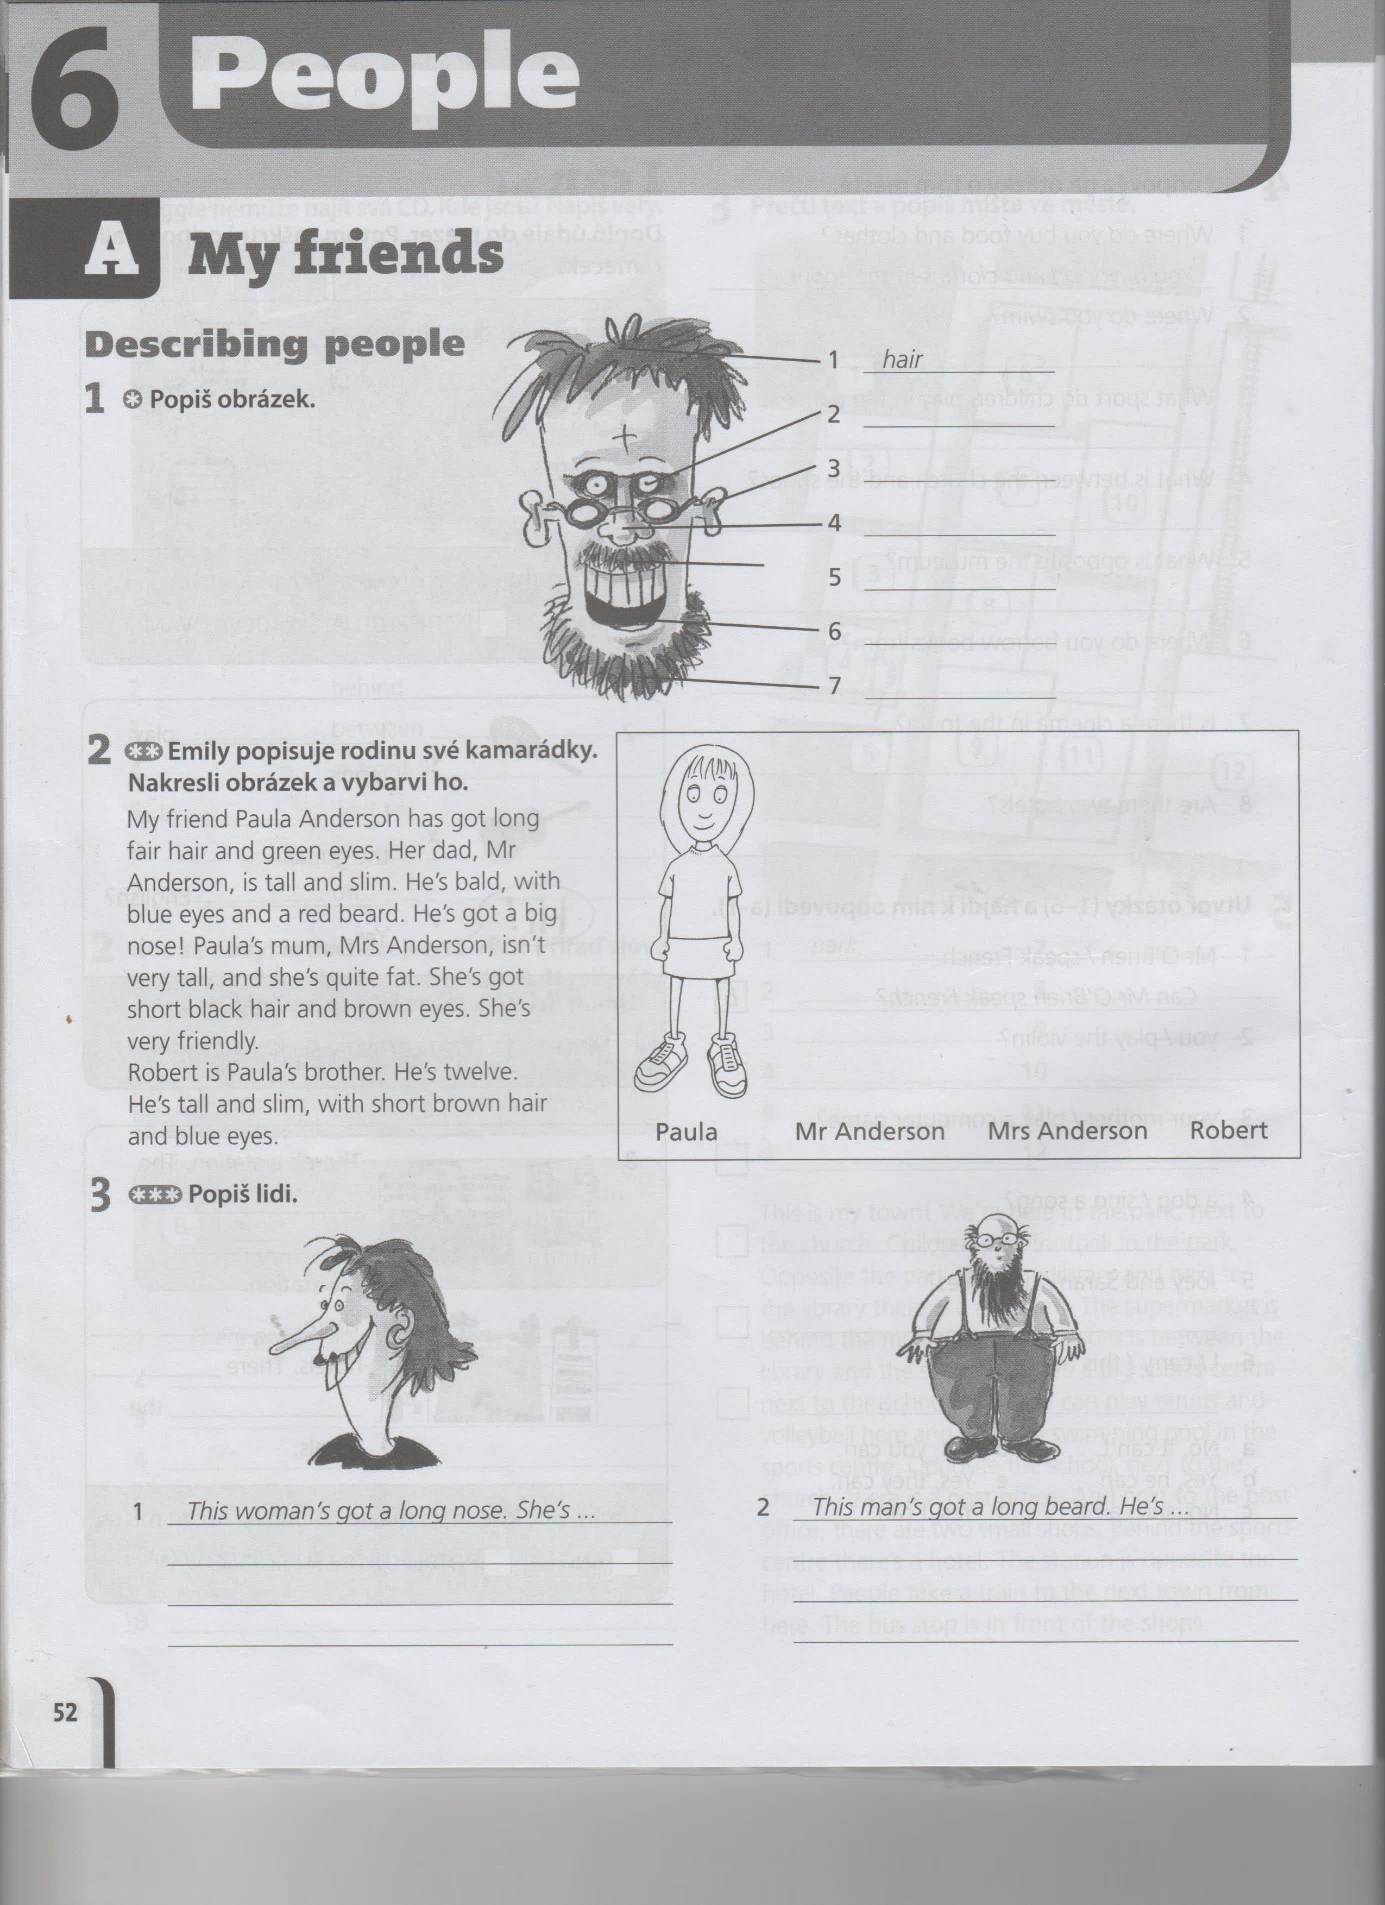 6 People
A My friends
Describing people
1 Popiš obrázek.
1 hair
2
3
4
5
6
7
2 ** Emily popisuje rodinu své kamarádky.
Nakresli obrázek a vybarvi ho.
My friend Paula Anderson has got long
fair hair and green eyes. Her dad, Mr
Anderson, is tall and slim. He's bald, with
blue eyes and a red beard. He's got a big
nose! Paula's mum, Mrs Anderson, isn't
very tall, and she's quite fat. She's got
short black hair and brown eyes. She's
very friendly.
Robert is Paula's brother. He's twelve.
He's tall and slim, with short brown hair
and blue eyes.
Paula Mr Anderson Mrs Anderson Robert
3 *** Popiš lidi.
1 This woman's got a long nose. She's ...
2 This man's got a long beard. He's ...
52